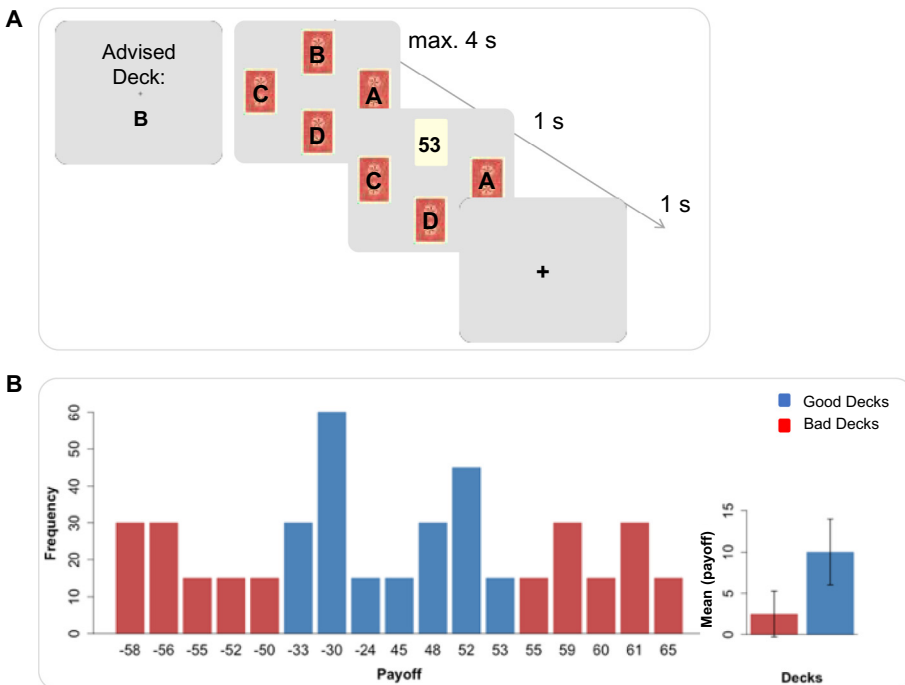 A
Advised
Deck:
B
B
C
A
D
max. 4 s
53
C
A
D
1 s
1 s
+
B
Good Decks
Bad Decks
Frequency
0
10
20
30
40
50
60
-58 -56 -55 -52 -50 -33 -30 -24 45 48 52 53 55 59 60 61 65
Payoff
Mean (payoff)
0
5
10
15
Decks